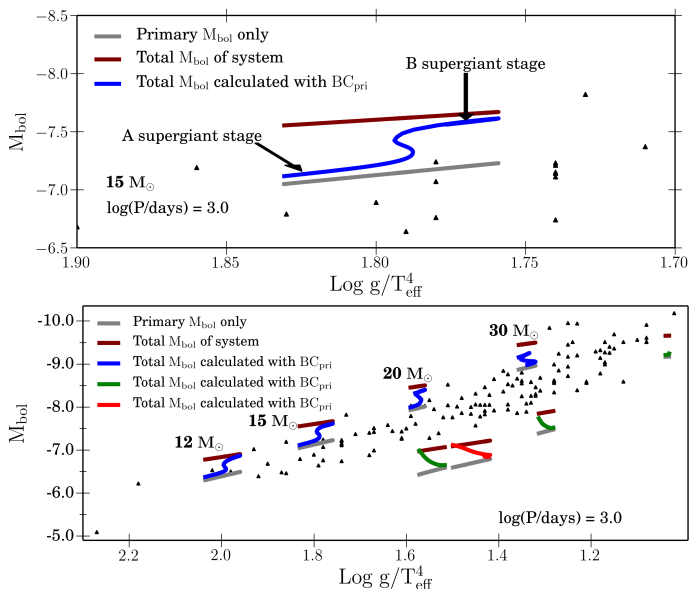 −8.5
−8.0
−7.5
−7.0
−6.5
M_bol
Primary M_bol only
Total M_bol of system
Total M_bol calculated with BC_pri
B supergiant stage
A supergiant stage
15 M_⊙
log(P/days) = 3.0
1.90 1.85 1.80 1.75 1.70
Log g/T_eff^4
-10.0
-9.0
-8.0
-7.0
-6.0
-5.0
M_bol
Primary M_bol only
Total M_bol of system
Total M_bol calculated with BC_pri
Total M_bol calculated with BC_pri
Total M_bol calculated with BC_pri
30 M_⊙
20 M_⊙
15 M_⊙
12 M_⊙
log(P/days) = 3.0
2.2 2.0 1.8 1.6 1.4 1.2
Log g/T_eff^4